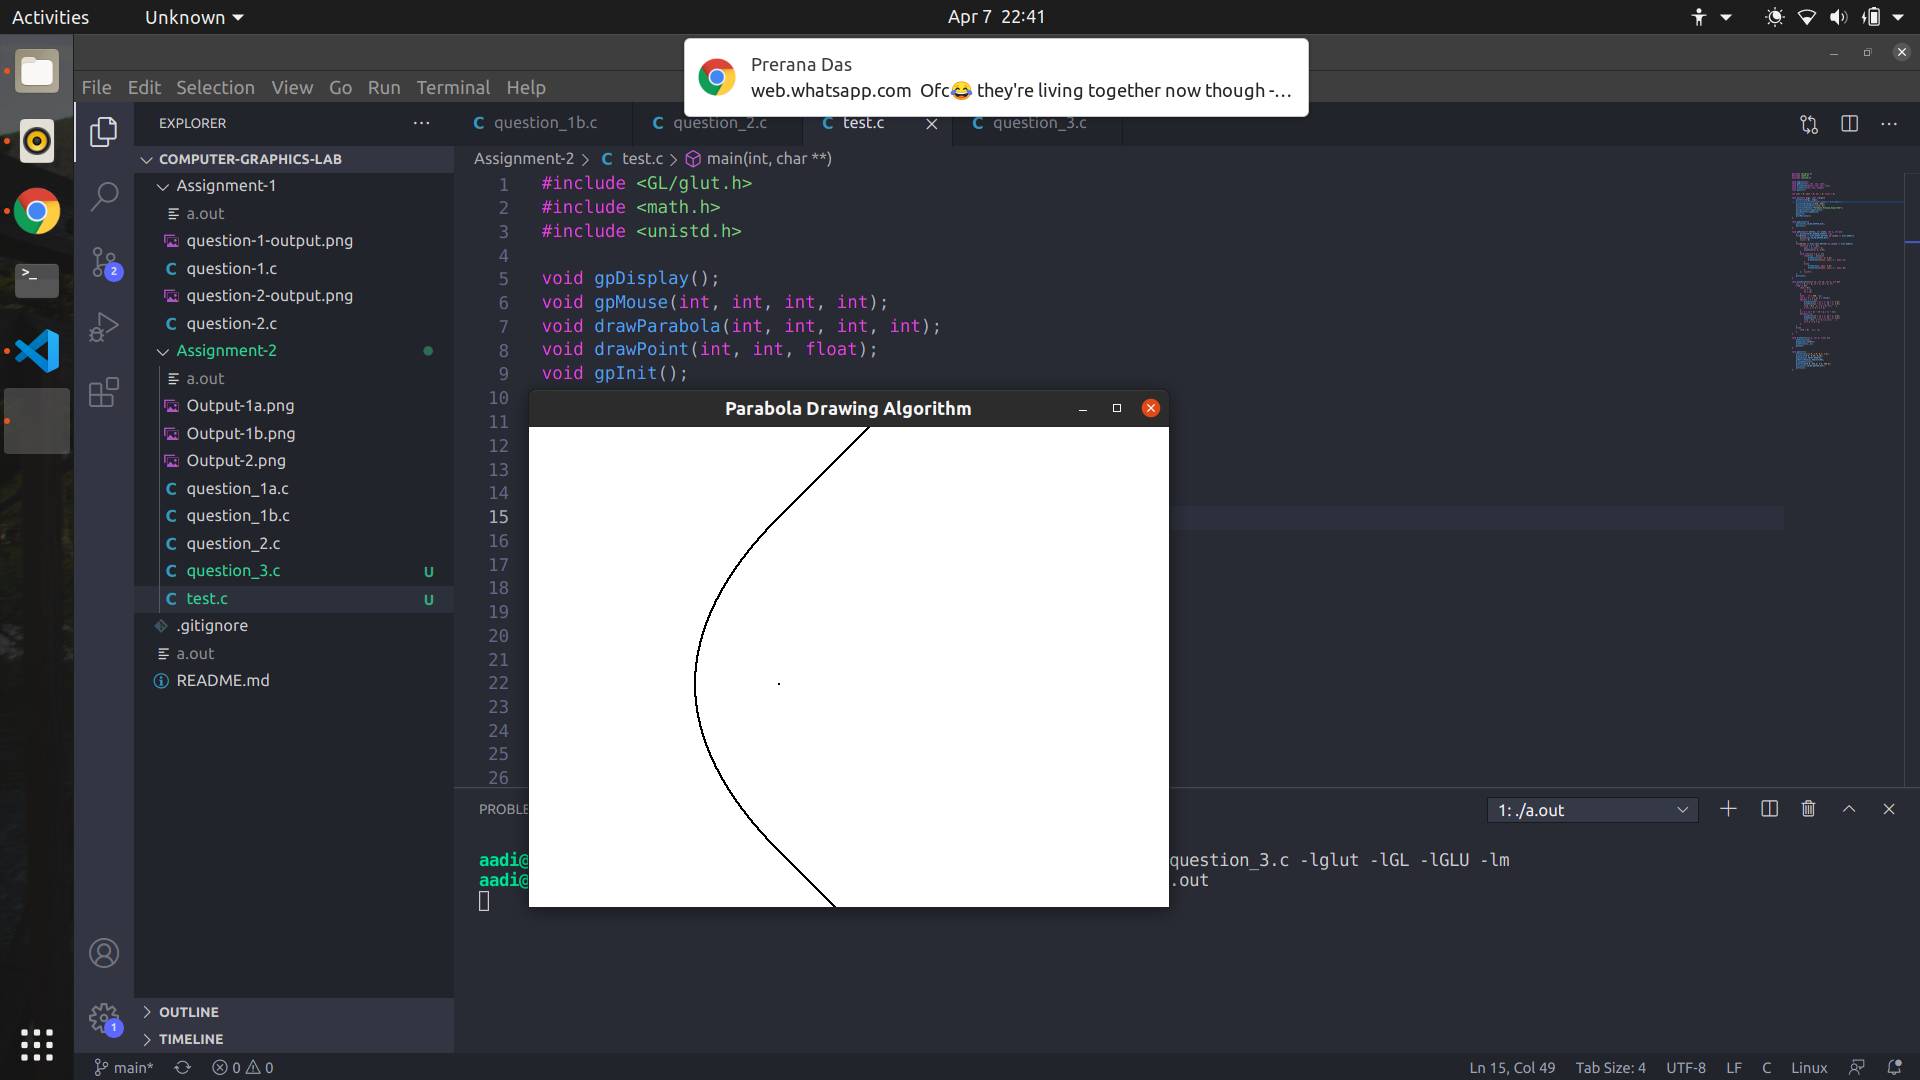 Activities Unknown Apr 7 22:41
Prerana Das
web.whatsapp.com Ofc😂 they're living together now though -…
File Edit Selection View Go Run Terminal Help
EXPLORER
COMPUTER-GRAPHICS-LAB
Assignment-1
a.out
question-1-output.png
question-1.c
question-2-output.png
question-2.c
Assignment-2
a.out
Output-1a.png
Output-1b.png
Output-2.png
question_1a.c
question_1b.c
question_2.c
question_3.c U
test.c U
.gitignore
a.out
README.md
OUTLINE
TIMELINE
2
1
C question_1b.c C question_2.c C test.c C question_3.c
Assignment-2 > C test.c > main(int, char **)
1 #include <GL/glut.h>
2 #include <math.h>
3 #include <unistd.h>
4
5 void gpDisplay();
6 void gpMouse(int, int, int, int);
7 void drawParabola(int, int, int, int);
8 void drawPoint(int, int, float);
9 void gpInit();
10
11
12
13
14
15
16
17
18
19
20
21
22
23
24
25
26
Parabola Drawing Algorithm
1: ./a.out
aadi@ question_3.c -lglut -lGL -lGLU -lm
aadi@ .out
main* 0 0 Ln 15, Col 49 Tab Size: 4 UTF-8 LF C Linux